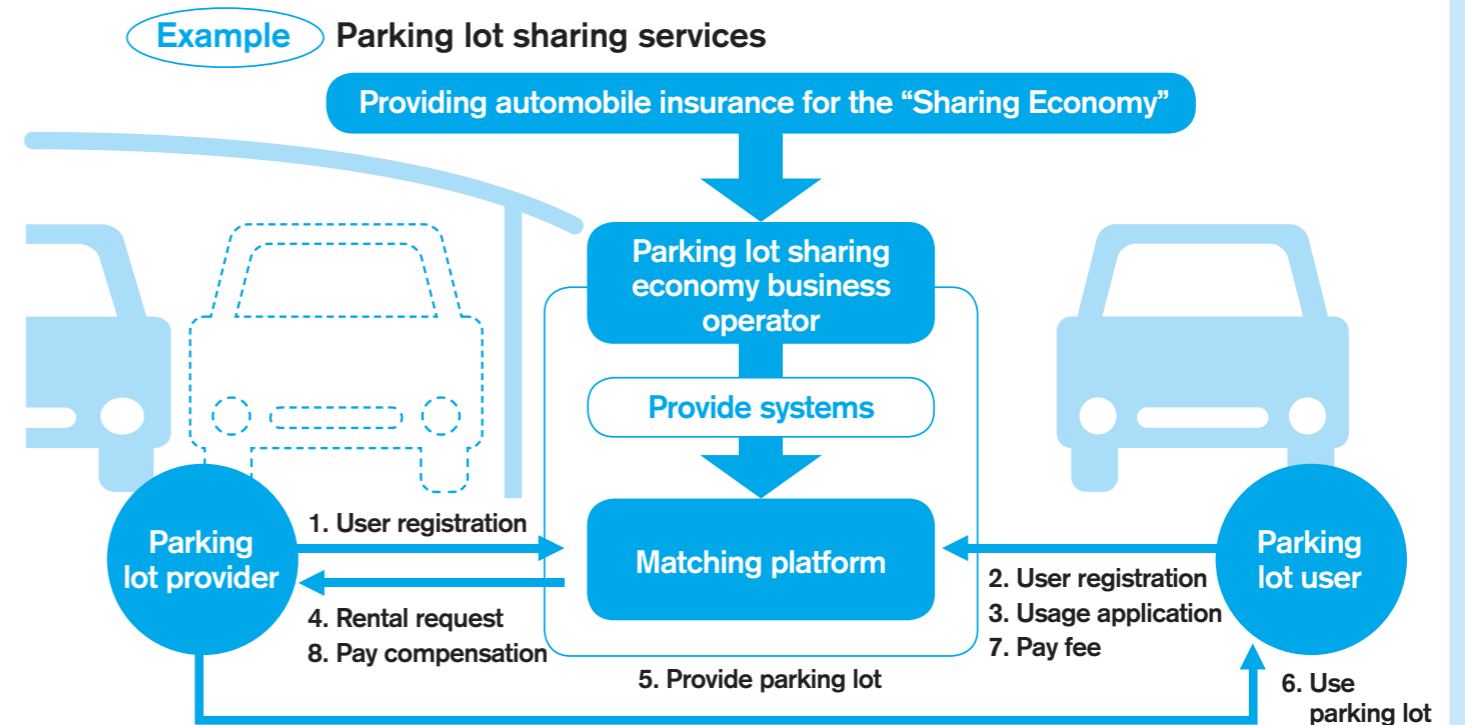 Example
Parking lot sharing services
Providing automobile insurance for the “Sharing Economy”
Parking lot sharing
economy business
operator
Provide systems
Matching platform
Parking
lot provider
1. User registration
4. Rental request
8. Pay compensation
Parking
lot user
2. User registration
3. Usage application
7. Pay fee
5. Provide parking lot
6. Use
parking lot